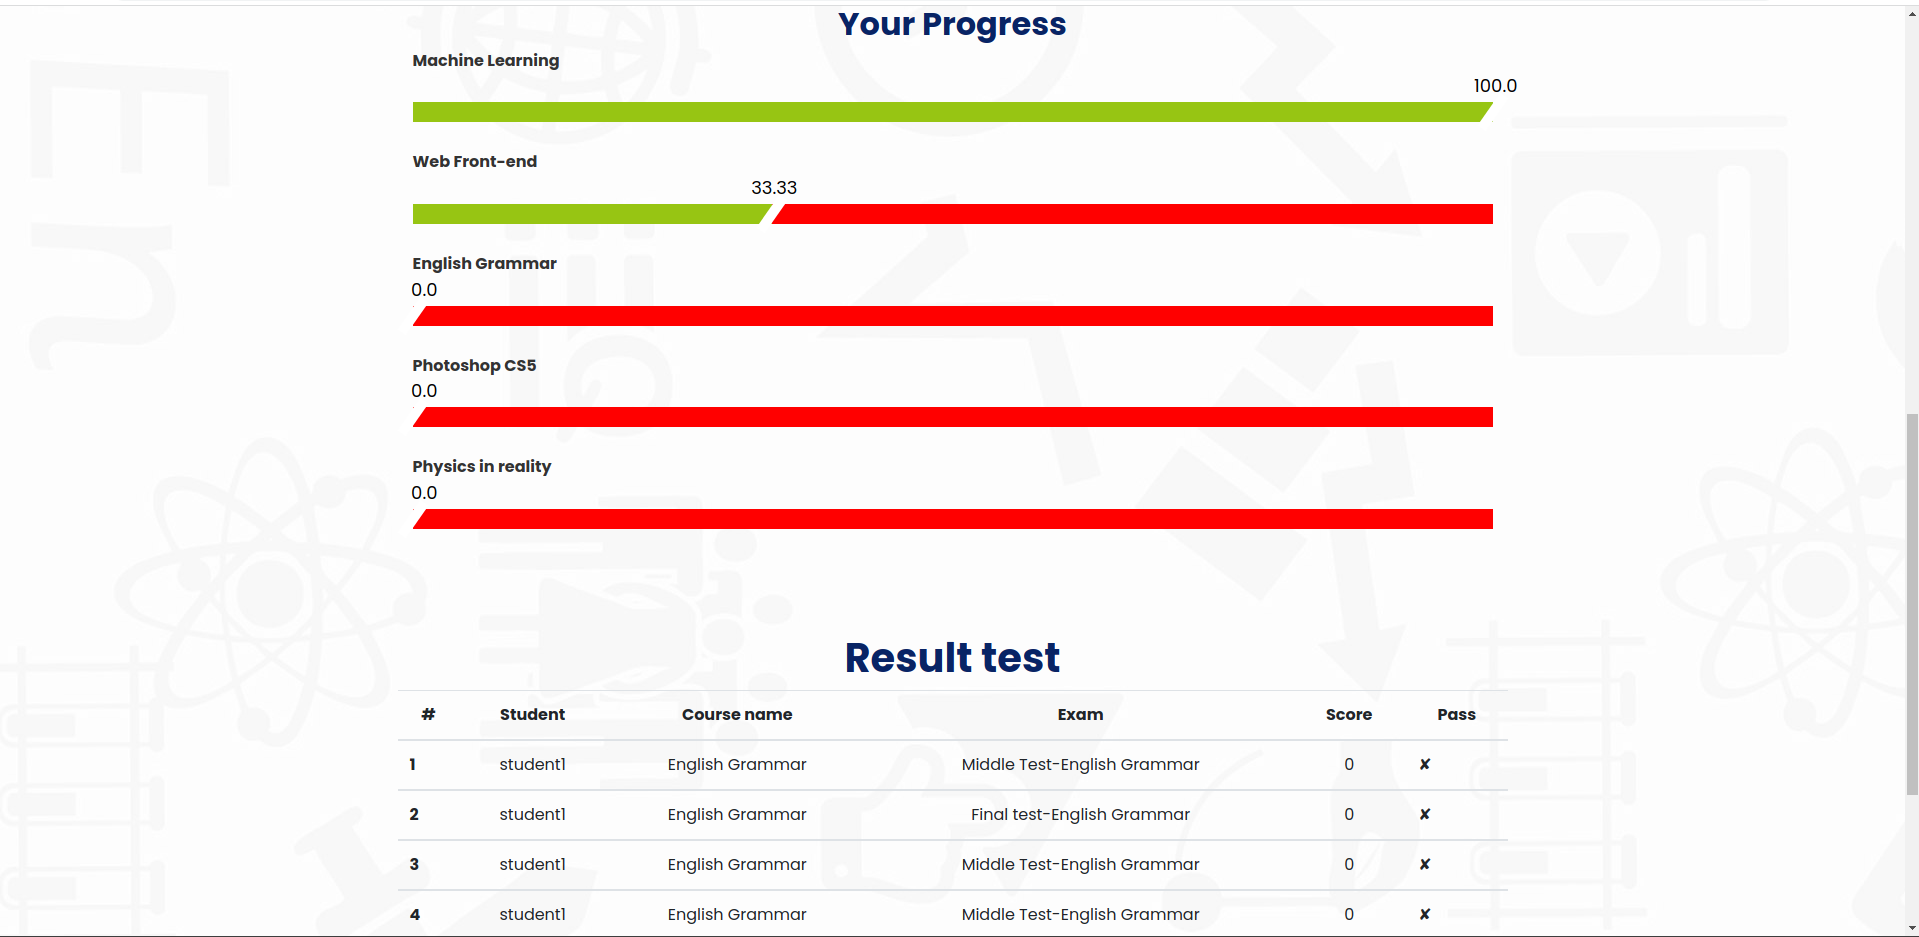 Your Progress
Machine Learning
100.0
Web Front-end
33.33
English Grammar
0.0
Photoshop CS5
0.0
Physics in reality
0.0
Result test
# Student Course name Exam Score Pass
1 student1 English Grammar Middle Test-English Grammar 0 ✘
2 student1 English Grammar Final test-English Grammar 0 ✘
3 student1 English Grammar Middle Test-English Grammar 0 ✘
4 student1 English Grammar Middle Test-English Grammar 0 ✘
En